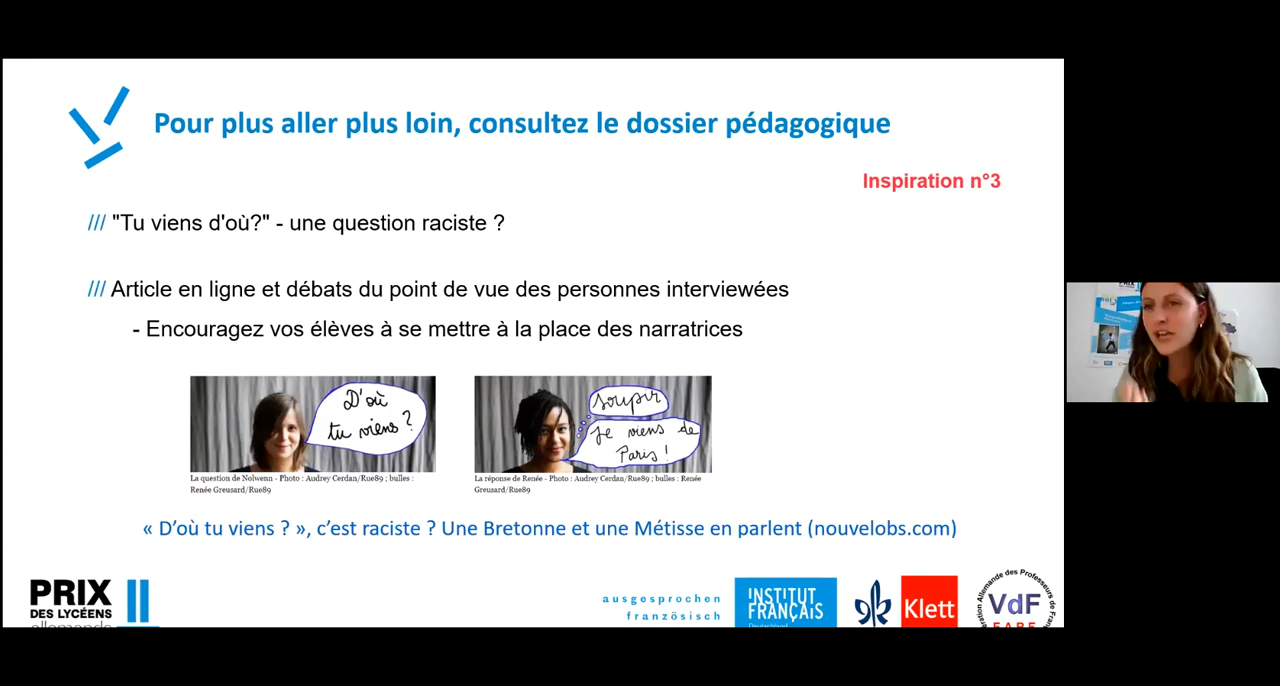 Pour plus aller plus loin, consultez le dossier pédagogique
Inspiration n°3
/// "Tu viens d'où?" - une question raciste ?
/// Article en ligne et débats du point de vue des personnes interviewées
- Encouragez vos élèves à se mettre à la place des narratrices
D'où
tu viens ?
soupir
Je viens de
Paris !
La question de Nolwenn - Photo : Audrey Cerdan/Rue89 ; bulles :
Renée Greusard/Rue89
La réponse de Renée - Photo : Audrey Cerdan/Rue89 ; bulles : Renée
Greusard/Rue89
« D'où tu viens ? », c'est raciste ? Une Bretonne et une Métisse en parlent (nouvelobs.com)
PRIX
DES LYCÉENS
allemands
ausgesprochen
französisch
INSTITUT
FRANÇAIS
Deutschland
Klett
VdF